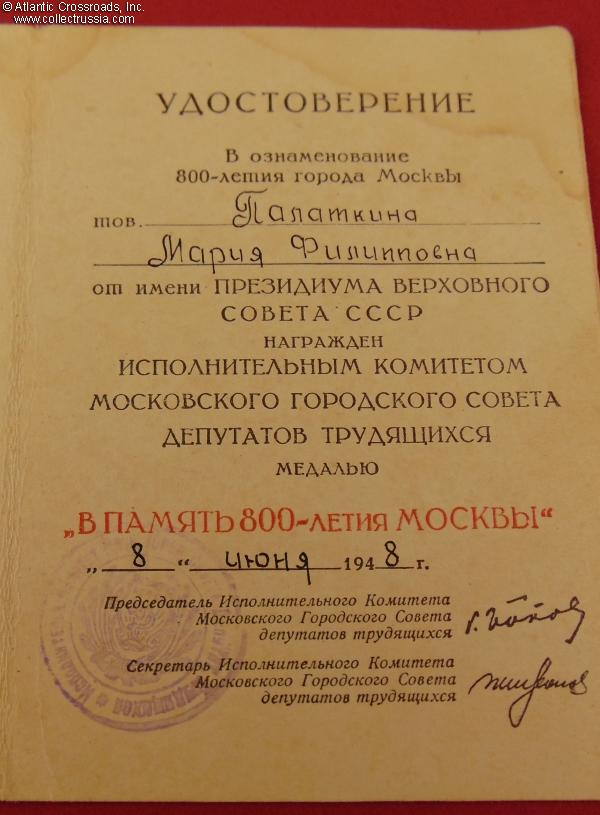 © Atlantic Crossroads, Inc.
www.collectrussia.com
УДОСТОВЕРЕНИЕ
В ознаменование
800-летия города Москвы
тов. Палаткина
Мария Филипповна
от имени ПРЕЗИДИУМА ВЕРХОВНОГО
СОВЕТА СССР
НАГРАЖДЕН
ИСПОЛНИТЕЛЬНЫМ КОМИТЕТОМ
МОСКОВСКОГО ГОРОДСКОГО СОВЕТА
ДЕПУТАТОВ ТРУДЯЩИХСЯ
МЕДАЛЬЮ
„В ПАМЯТЬ 800-ЛЕТИЯ МОСКВЫ“
„8“ июня 1948 г.
Председатель Исполнительного Комитета
Московского Городского Совета
депутатов трудящихся
Г. Попов
Секретарь Исполнительного Комитета
Московского Городского Совета
депутатов трудящихся